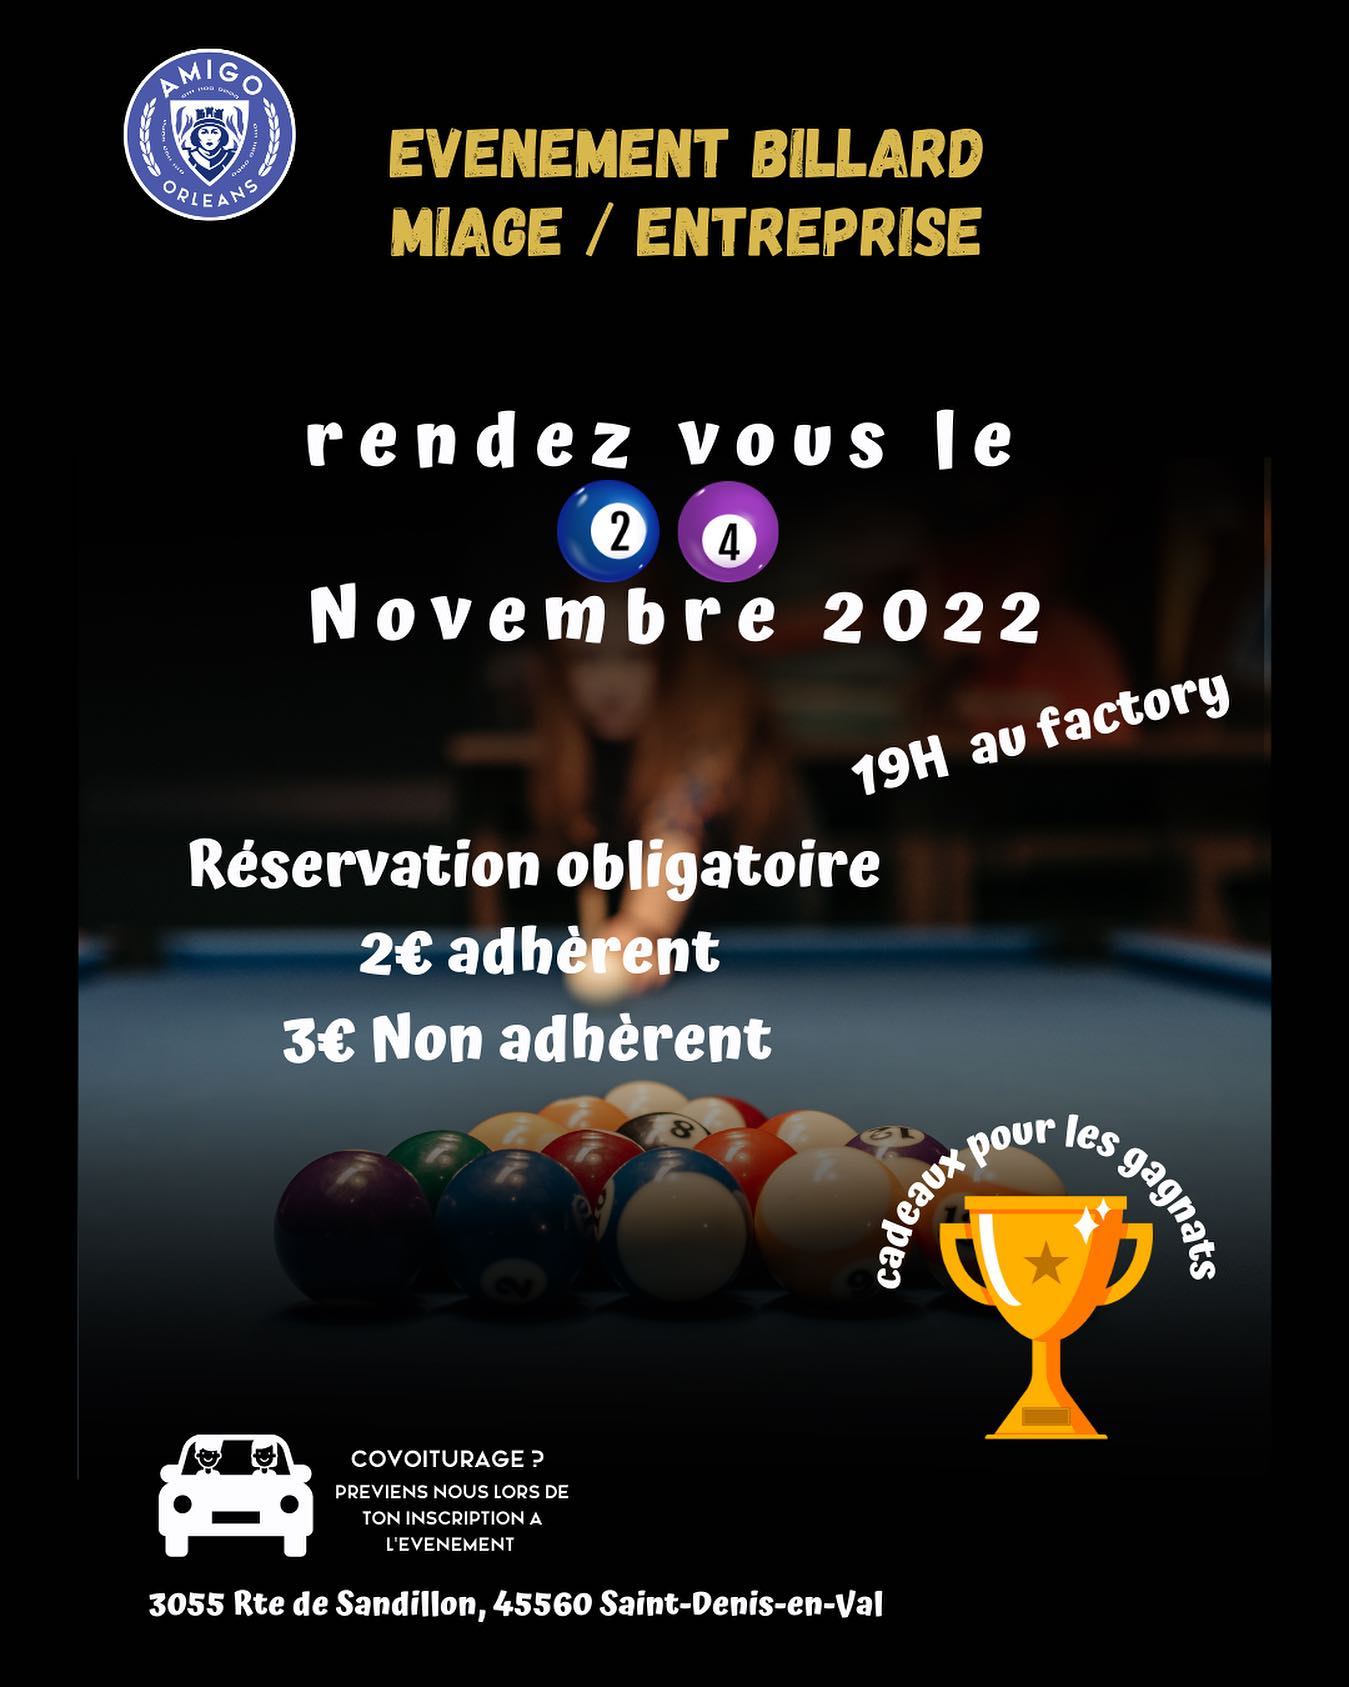 AMIGO
ORLEANS
EVENEMENT BILLARD
MIAGE / ENTREPRISE
rendez vous le
2 4
Novembre 2022
19H au factory
Réservation obligatoire
2€ adhèrent
3€ Non adhèrent
8
2
cadeaux pour les gagnats
COVOITURAGE ?
PREVIENS NOUS LORS DE
TON INSCRIPTION A
L'EVENEMENT
3055 Rte de Sandillon, 45560 Saint-Denis-en-Val